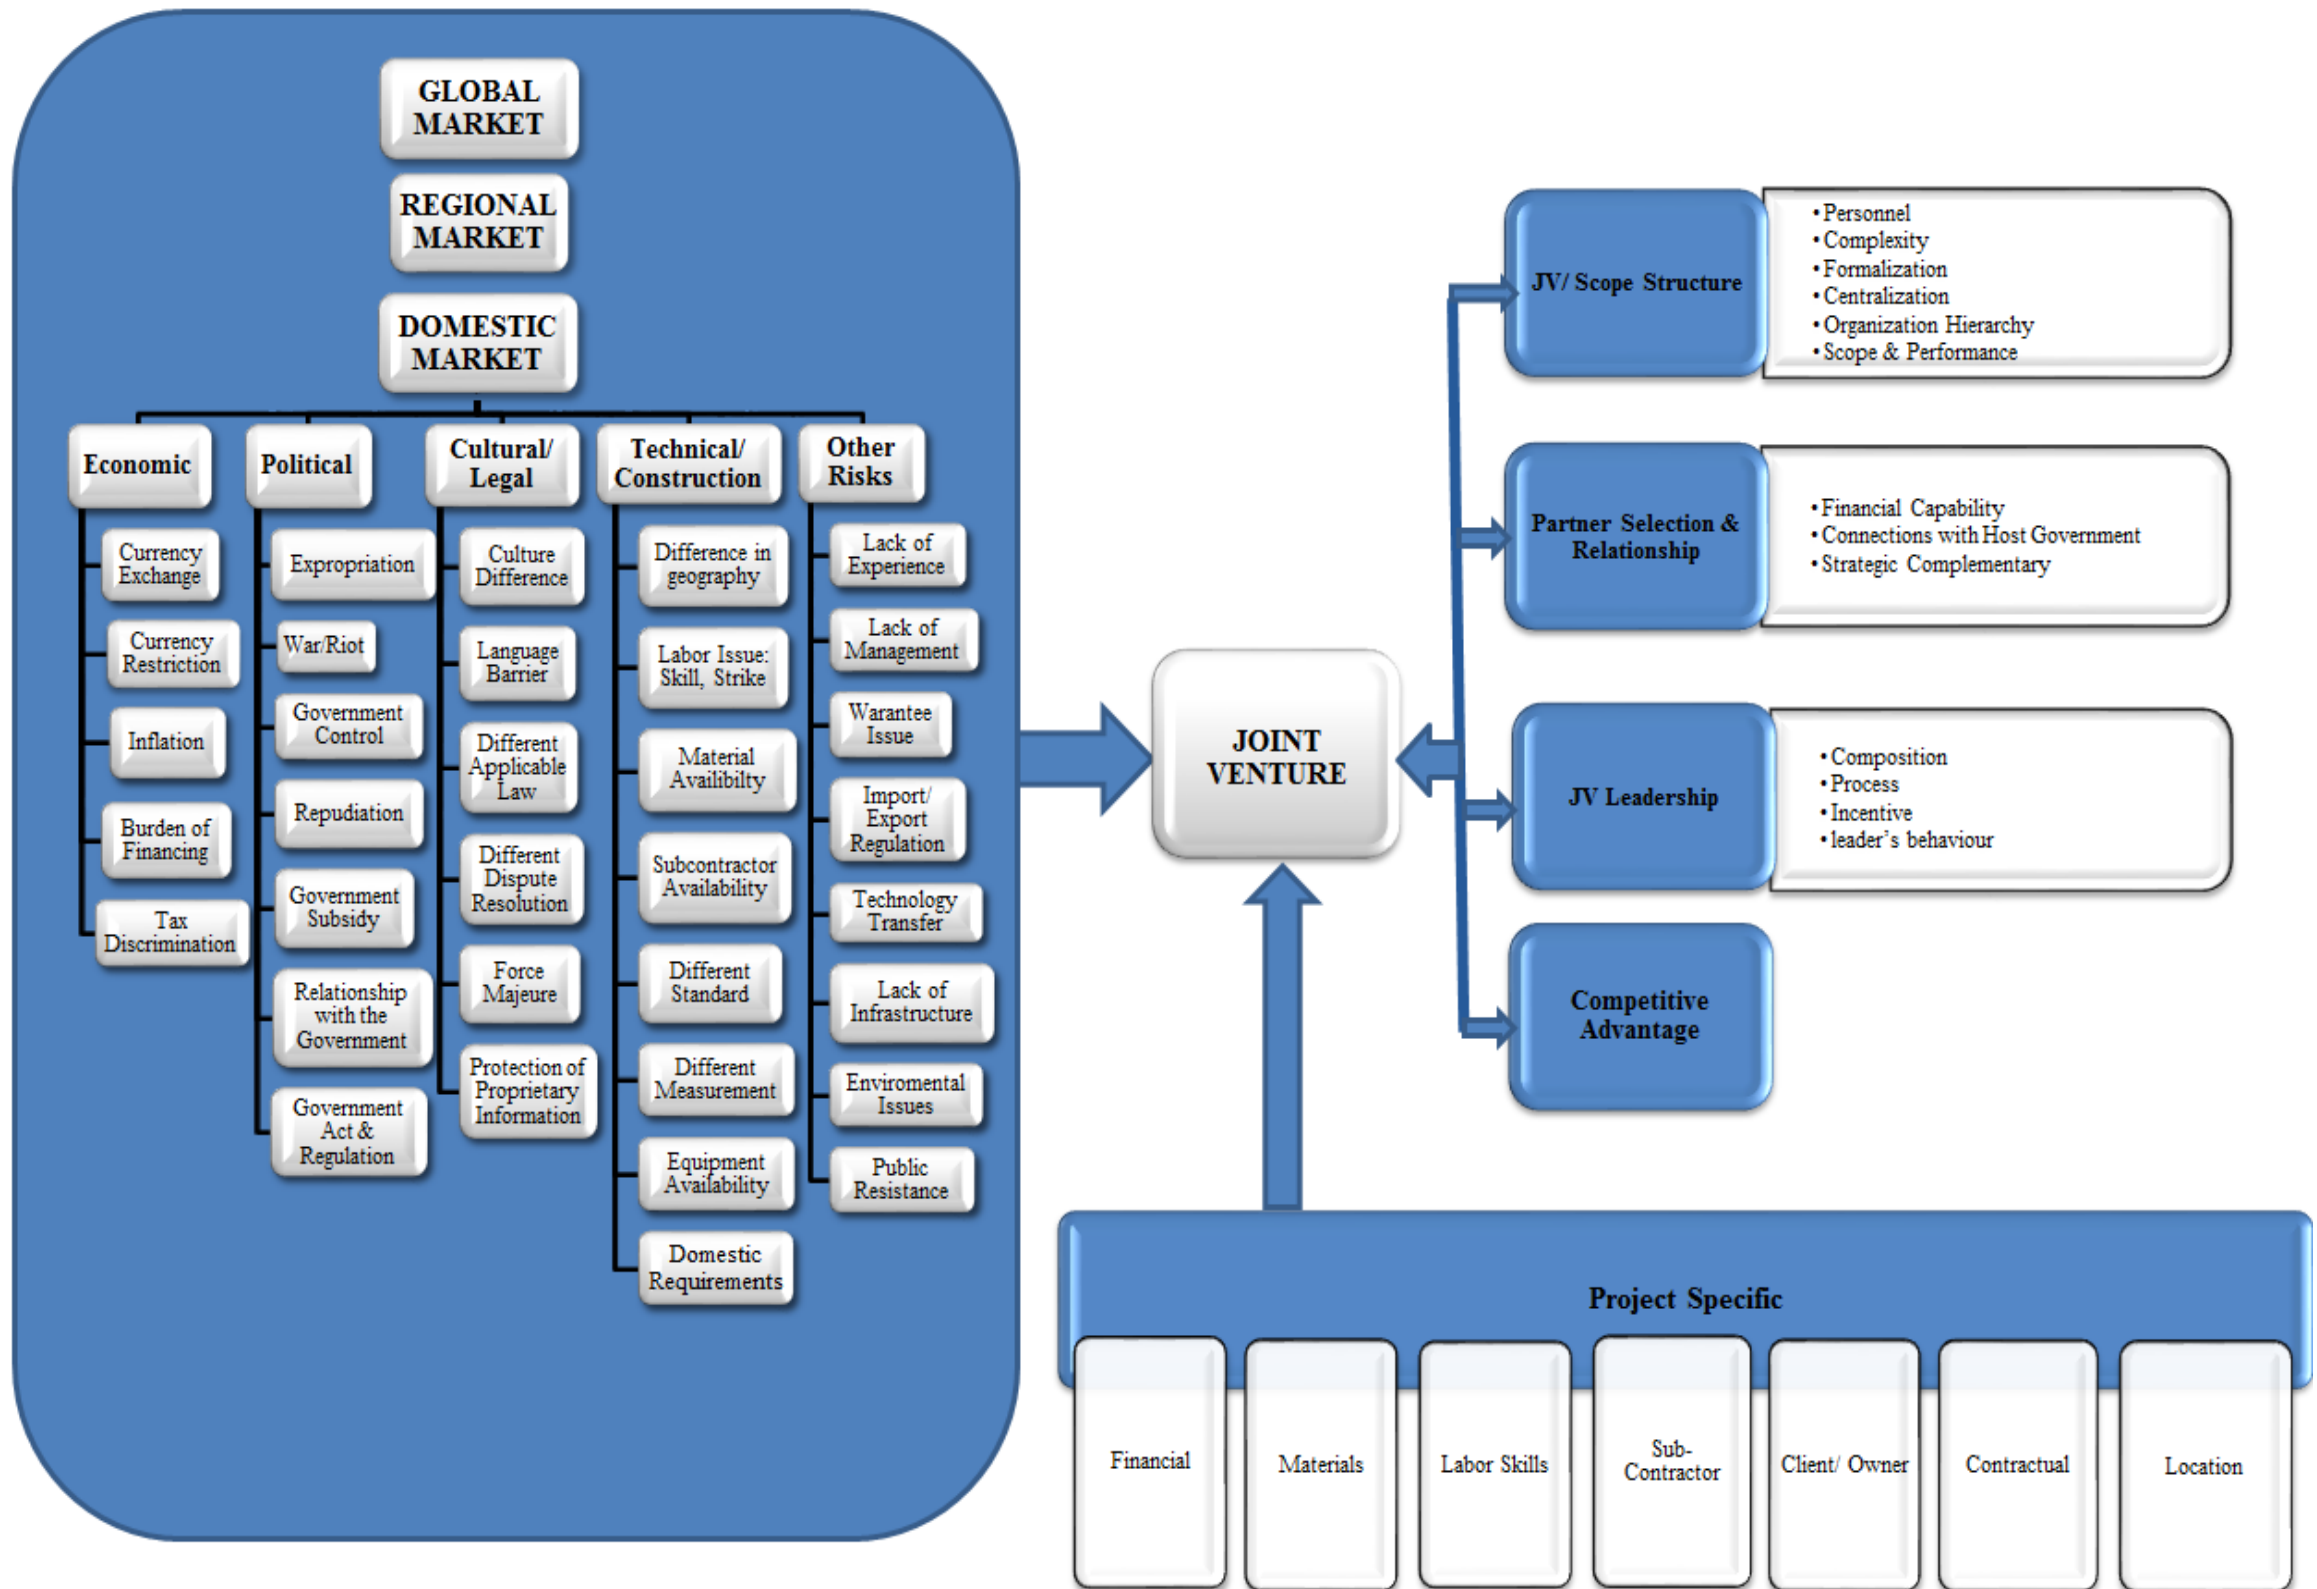 GLOBAL
MARKET
REGIONAL
MARKET
DOMESTIC
MARKET
Economic
Currency
Exchange
Currency
Restriction
Inflation
Burden of
Financing
Tax
Discrimination
Political
Expropriation
War/Riot
Government
Control
Repudiation
Government
Subsidy
Relationship
with the
Government
Government
Act &
Regulation
Cultural/
Legal
Culture
Difference
Language
Barrier
Different
Applicable
Law
Different
Dispute
Resolution
Force
Majeure
Protection of
Proprietary
Information
Technical/
Construction
Difference in
geography
Labor Issue:
Skill, Strike
Material
Availibilty
Subcontractor
Availability
Different
Standard
Different
Measurement
Equipment
Availability
Domestic
Requirements
Other
Risks
Lack of
Experience
Lack of
Management
Warantee
Issue
Import/
Export
Regulation
Technology
Transfer
Lack of
Infrastructure
Enviromental
Issues
Public
Resistance
JOINT
VENTURE
JV/ Scope Structure
• Personnel
• Complexity
• Formalization
• Centralization
• Organization Hierarchy
• Scope & Performance
Partner Selection &
Relationship
• Financial Capability
• Connections with Host Government
• Strategic Complementary
JV Leadership
• Composition
• Process
• Incentive
• leader's behaviour
Competitive
Advantage
Project Specific
Financial
Materials
Labor Skills
Sub-
Contractor
Client/ Owner
Contractual
Location